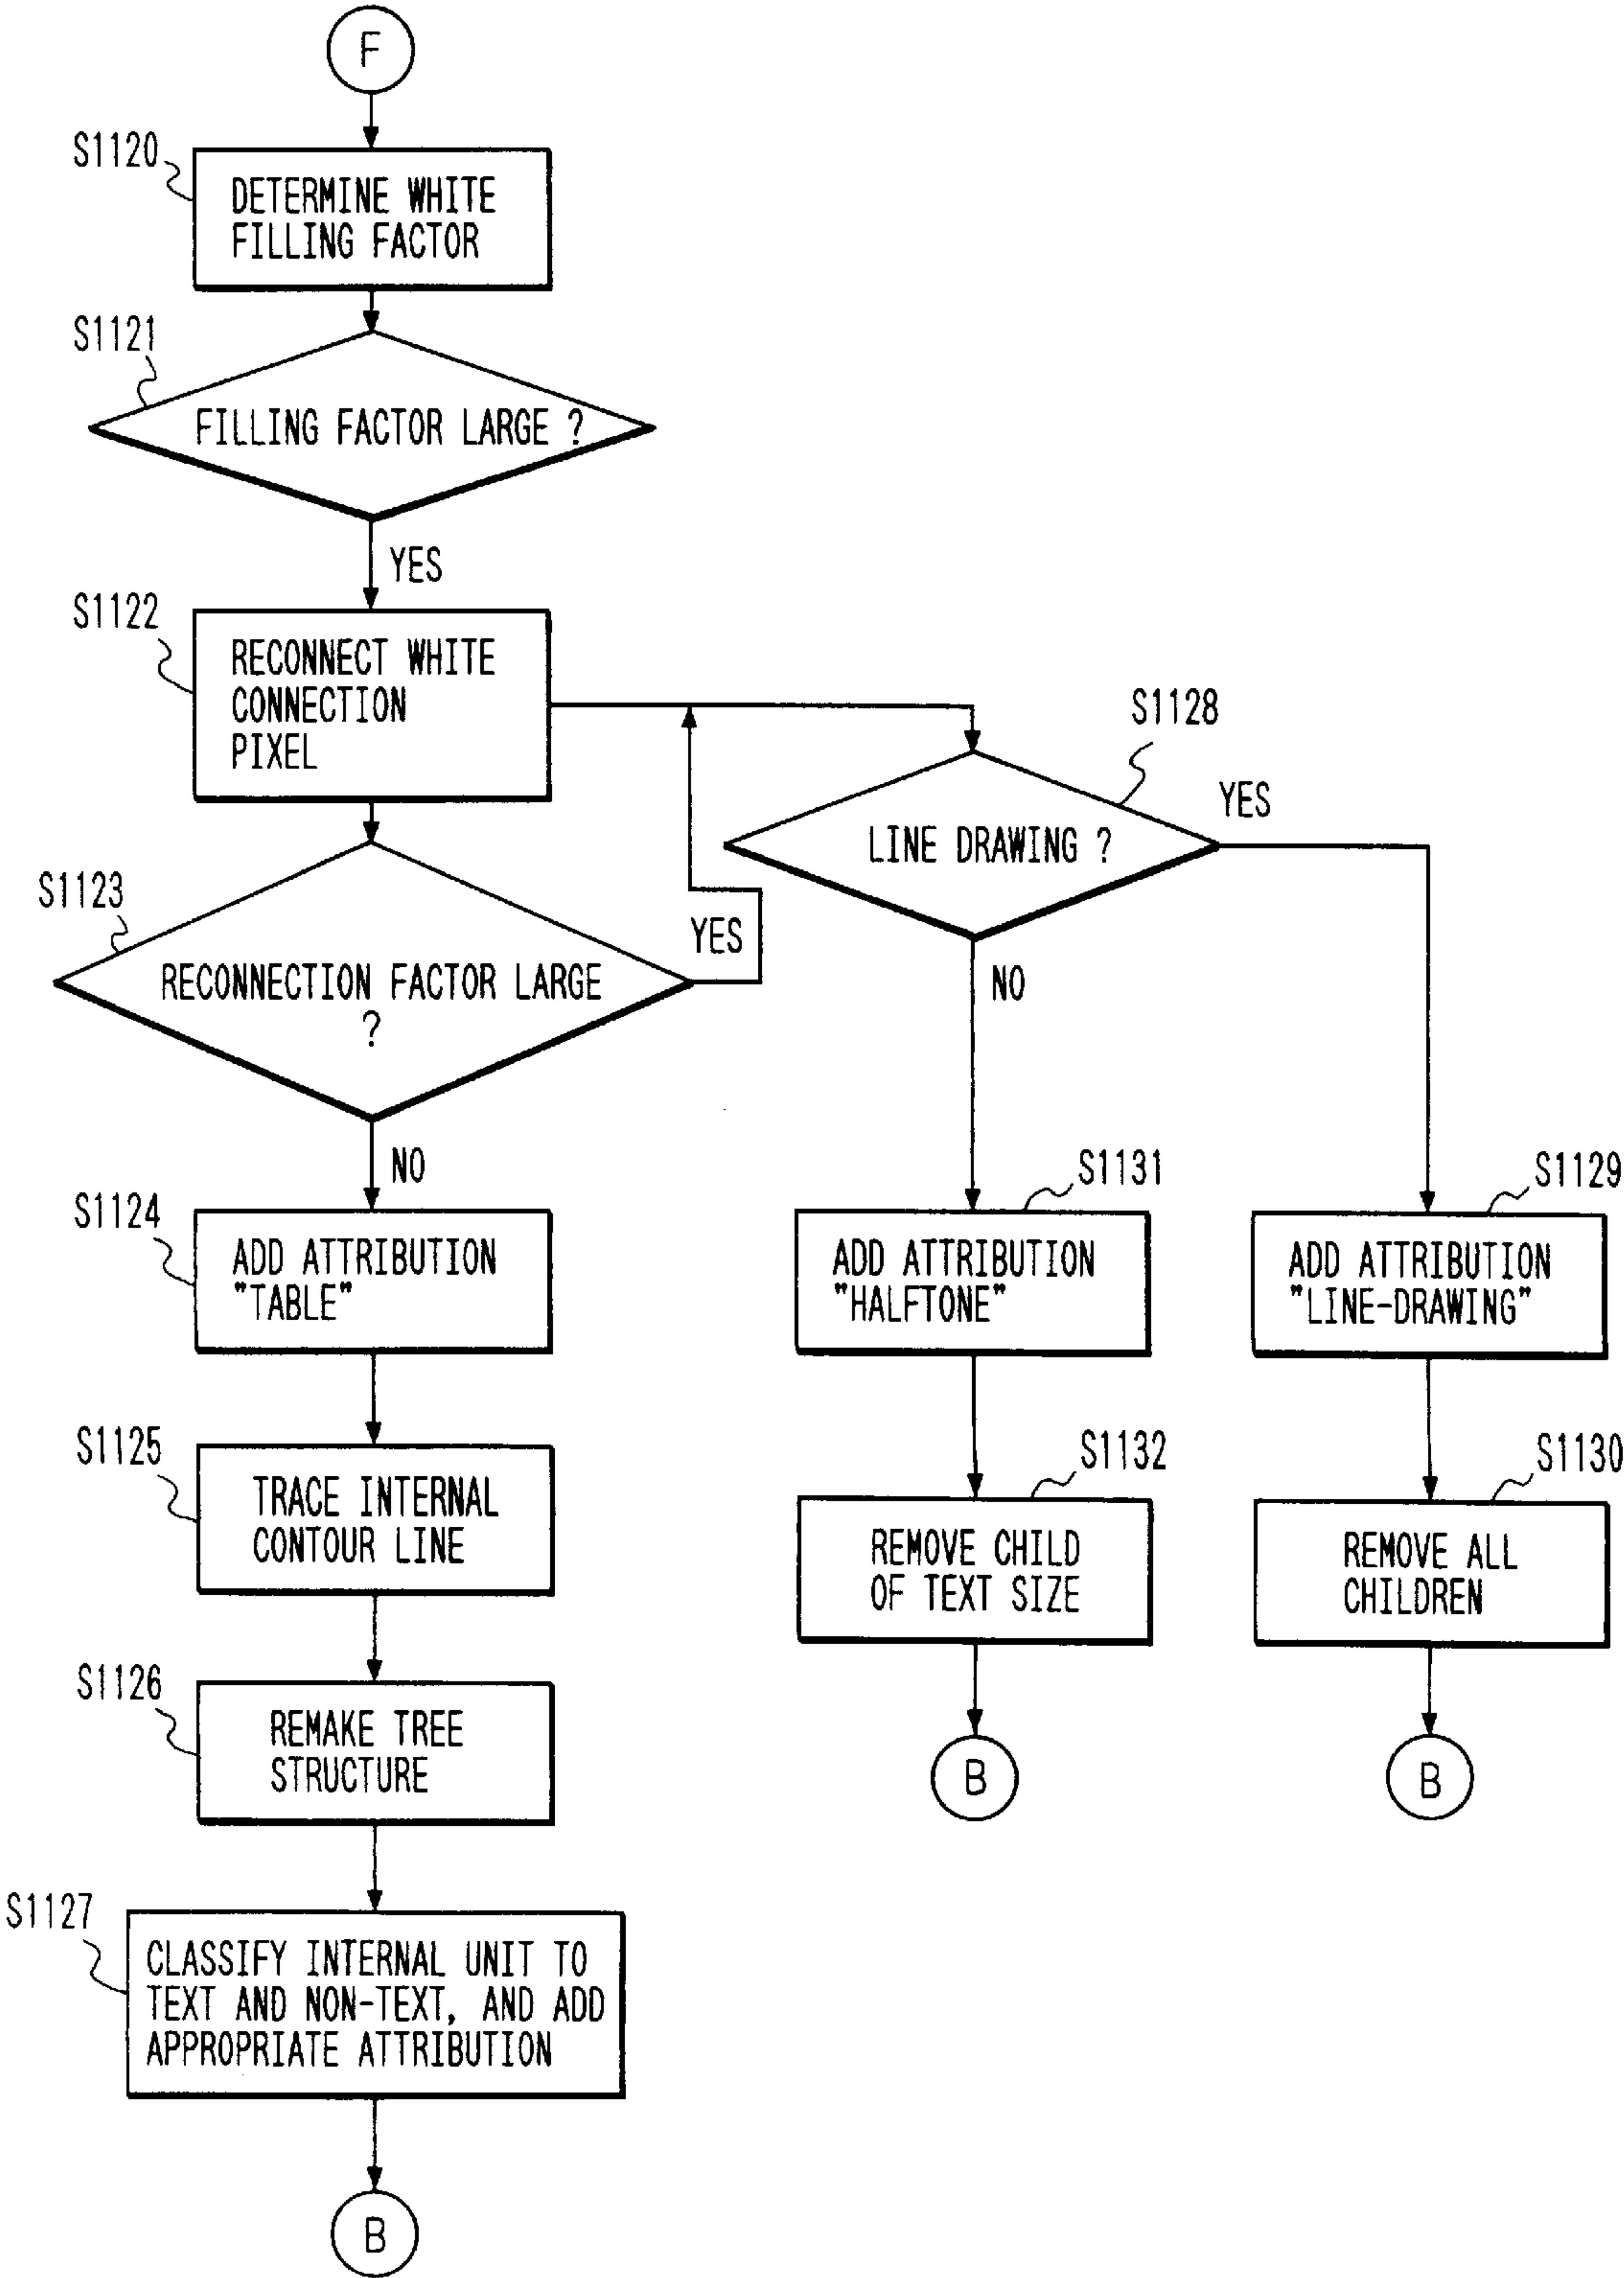 F
S1120
DETERMINE WHITE
FILLING FACTOR
S1121
FILLING FACTOR LARGE ?
YES
S1122
RECONNECT WHITE
CONNECTION
PIXEL
S1123
RECONNECTION FACTOR LARGE
?
YES
NO
S1124
ADD ATTRIBUTION
"TABLE"
S1125
TRACE INTERNAL
CONTOUR LINE
S1126
REMAKE TREE
STRUCTURE
S1127
CLASSIFY INTERNAL UNIT TO
TEXT AND NON-TEXT, AND ADD
APPROPRIATE ATTRIBUTION
B
S1128
LINE DRAWING ?
YES
NO
S1131
ADD ATTRIBUTION
"HALFTONE"
S1132
REMOVE CHILD
OF TEXT SIZE
B
S1129
ADD ATTRIBUTION
"LINE-DRAWING"
S1130
REMOVE ALL
CHILDREN
B